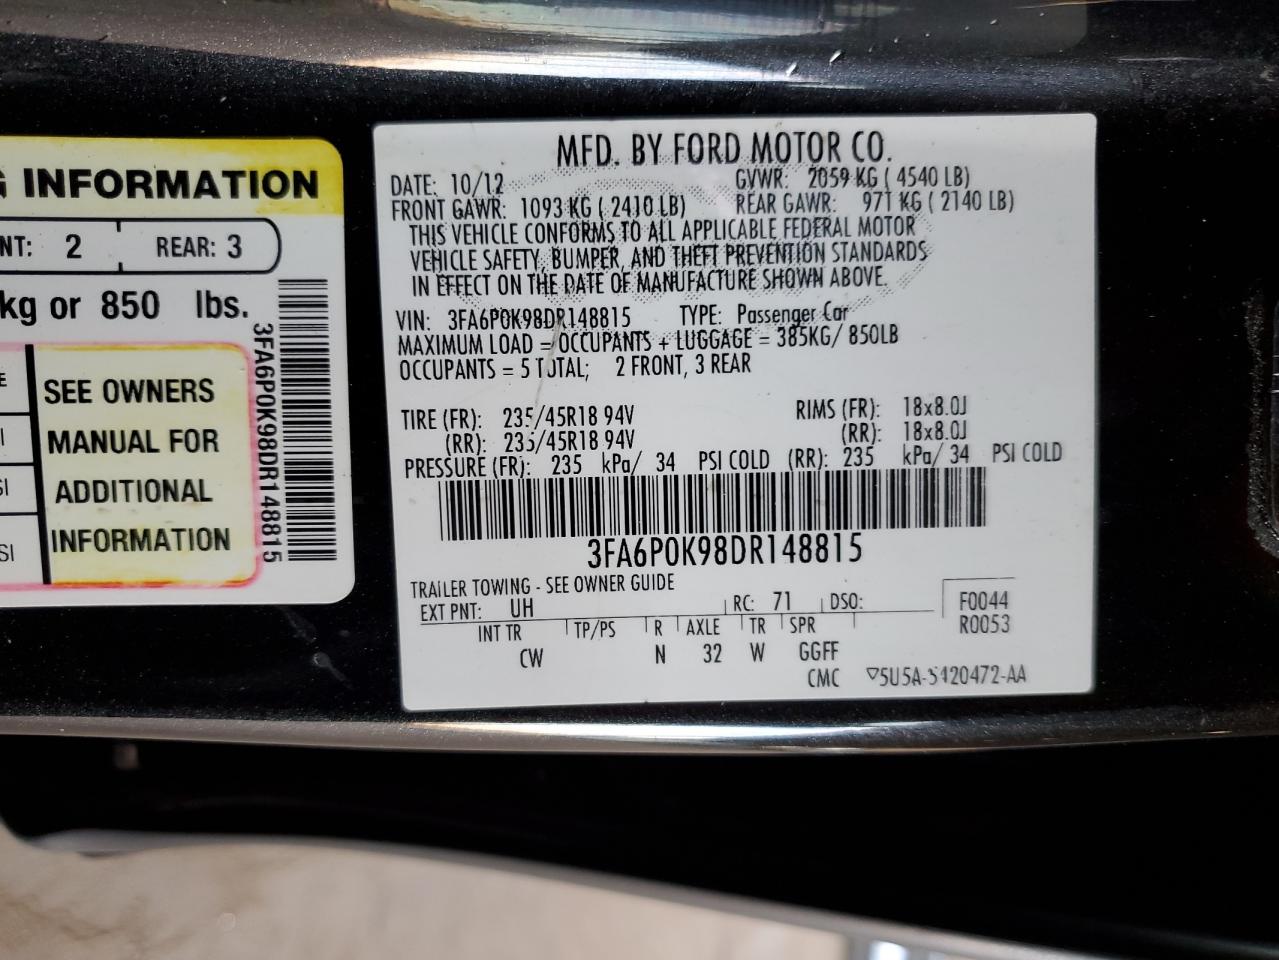 G INFORMATION
NT: 2 REAR: 3
kg or 850 lbs.
E
I
SI
SI
SEE OWNERS
MANUAL FOR
ADDITIONAL
INFORMATION
3FA6P0K98DR148815
MFD. BY FORD MOTOR CO.
DATE: 10/12 GVWR: 2059 KG ( 4540 LB)
FRONT GAWR: 1093 KG ( 2410 LB) REAR GAWR: 971 KG ( 2140 LB)
THIS VEHICLE CONFORMS TO ALL APPLICABLE FEDERAL MOTOR
VEHICLE SAFETY, BUMPER, AND THEFT PREVENTION STANDARDS
IN EFFECT ON THE DATE OF MANUFACTURE SHOWN ABOVE.
VIN: 3FA6P0K98DR148815 TYPE: Passenger Car
MAXIMUM LOAD = OCCUPANTS + LUGGAGE = 385KG/ 850LB
OCCUPANTS = 5 TOTAL; 2 FRONT, 3 REAR
TIRE (FR): 235/45R18 94V RIMS (FR): 18x8.0J
(RR): 235/45R18 94V (RR): 18x8.0J
PRESSURE (FR): 235 kPa/ 34 PSI COLD (RR): 235 kPa/ 34 PSI COLD
3FA6P0K98DR148815
TRAILER TOWING - SEE OWNER GUIDE
EXT PNT: UH RC: 71 DSO: F0044
INT TR TP/PS R AXLE TR SPR R0053
CW N 32 W GGFF
CMC ▽5U5A-5420472-AA